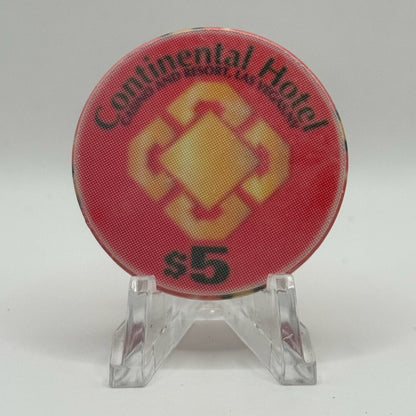 Continental Hotel
CASINO AND RESORT, LAS VEGAS, NV
$5